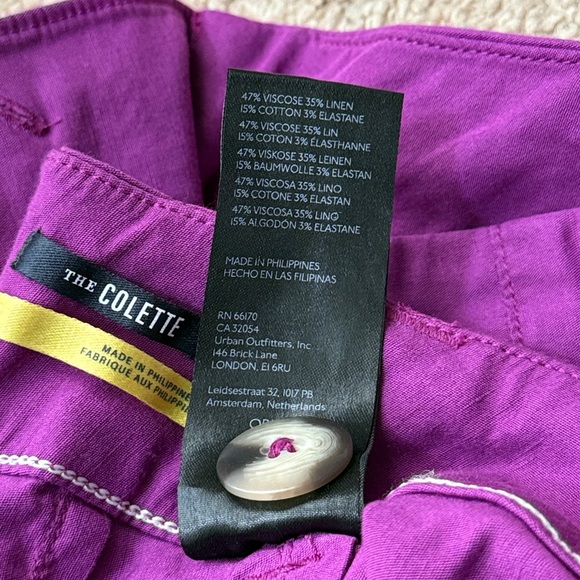 47% VISCOSE 35% LINEN
15% COTTON 3% ELASTANE
47% VISCOSE 35% LIN
15% COTON 3% ÉLASTHANNE
47% VISKOSE 35% LEINEN
15% BAUMWOLLE 3% ELASTAN
47% VISCOSA 35% LINO
15% COTONE 3% ELASTAN
47% VISCOSA 35% LINO
15% ALGODÓN 3% ELASTANE
MADE IN PHILIPPINES
HECHO EN LAS FILIPINAS
RN 66170
CA 32054
Urban Outfitters, Inc.
146 Brick Lane
LONDON, E1 6RU
Leidsestraat 32, 1017 PB
Amsterdam, Netherlands
THE COLETTE
MADE IN PHILIPPINE
FABRIQUÉ AUX PHILIPPI